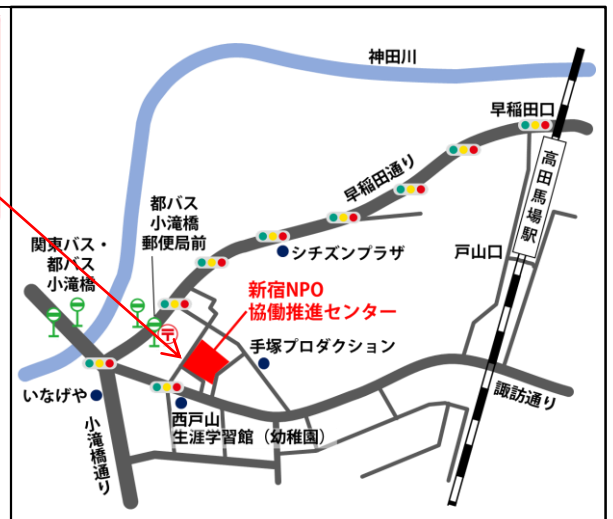 神田川
早稲田口
早稲田通り
高田馬場駅
都バス
小滝橋
郵便局前
関東バス・
都バス
小滝橋
シチズンプラザ
戸山口
新宿NPO
協働推進センター
〒
手塚プロダクション
いなげや
西戸山
生涯学習館（幼稚園）
諏訪通り
小滝橋通り